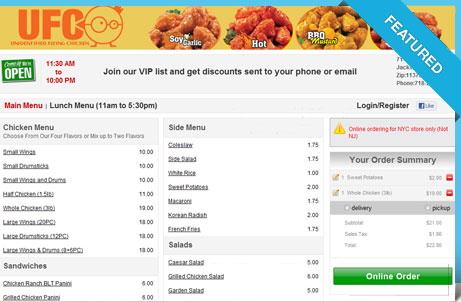 UFC
UNIDENTIFIED EATING CHICKEN
Soy Garlic
Hot
BBQ
Mustard
FEATURED
Come in We're
OPEN
11:30 AM
to
10:00 PM
Join our VIP list and get discounts sent to your phone or email
Zip:1137
Phone:718
Main Menu | Lunch Menu (11am to 5:30pm)
Login/Register
Like
Chicken Menu
Choose From Our Four Flavors or Mix up to Two Flavors
Small Wings 10.00
Small Drumsticks 10.00
Small Wings and Drums 10.00
Half Chicken (1.5lb) 11.00
Whole Chicken (3lb) 19.00
Large Wings (20PC) 18.00
Large Drumsticks (12PC) 18.00
Large Wings & Drums (8+6PC) 18.00
Sandwiches
Chicken Ranch BLT Panini 6.00
Grilled Chicken Panini 6.00
Side Menu
Coleslaw 1.75
Side Salad 1.75
White Rice 1.00
Sweet Potatoes 2.00
Macaroni 1.75
Korean Radish 2.00
French Fries 1.75
Salads
Caesar Salad 5.00
Grilled Chicken Salad 6.00
Garden Salad 5.00
Online ordering for NYC store only (Not NJ)
Your Order Summary
1 Sweet Potatoes $2.00
1 Whole Chicken (3lb) $19.00
delivery pickup
Subtotal: $21.00
Sales Tax: $1.86
Total: $22.86
Online Order